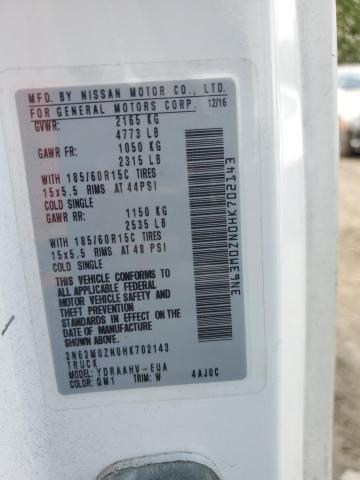 MFD. BY NISSAN MOTOR CO., LTD.
FOR GENERAL MOTORS CORP. 12/16
GVWR: 2165 KG
4773 LB
GAWR FR: 1050 KG
2315 LB
WITH 185/60R15C TIRES
15x5.5 RIMS AT 44PSI
COLD SINGLE
GAWR RR: 1150 KG
2535 LB
WITH 185/60R15C TIRES
15x5.5 RIMS AT 48 PSI
COLD SINGLE
THIS VEHICLE CONFORMS TO
ALL APPLICABLE FEDERAL
MOTOR VEHICLE SAFETY
AND THEFT PREVENTION
STANDARDS IN EFFECT ON
THE DATE OF MANUFACTURE
SHOWN ABOVE.
3N63M0ZN0HK702143
TRUCK
MODEL: YDRAAHV-EUA
COLOR: QM1 TRIM: W 4AJ0C
3N63M0ZN0HK702143